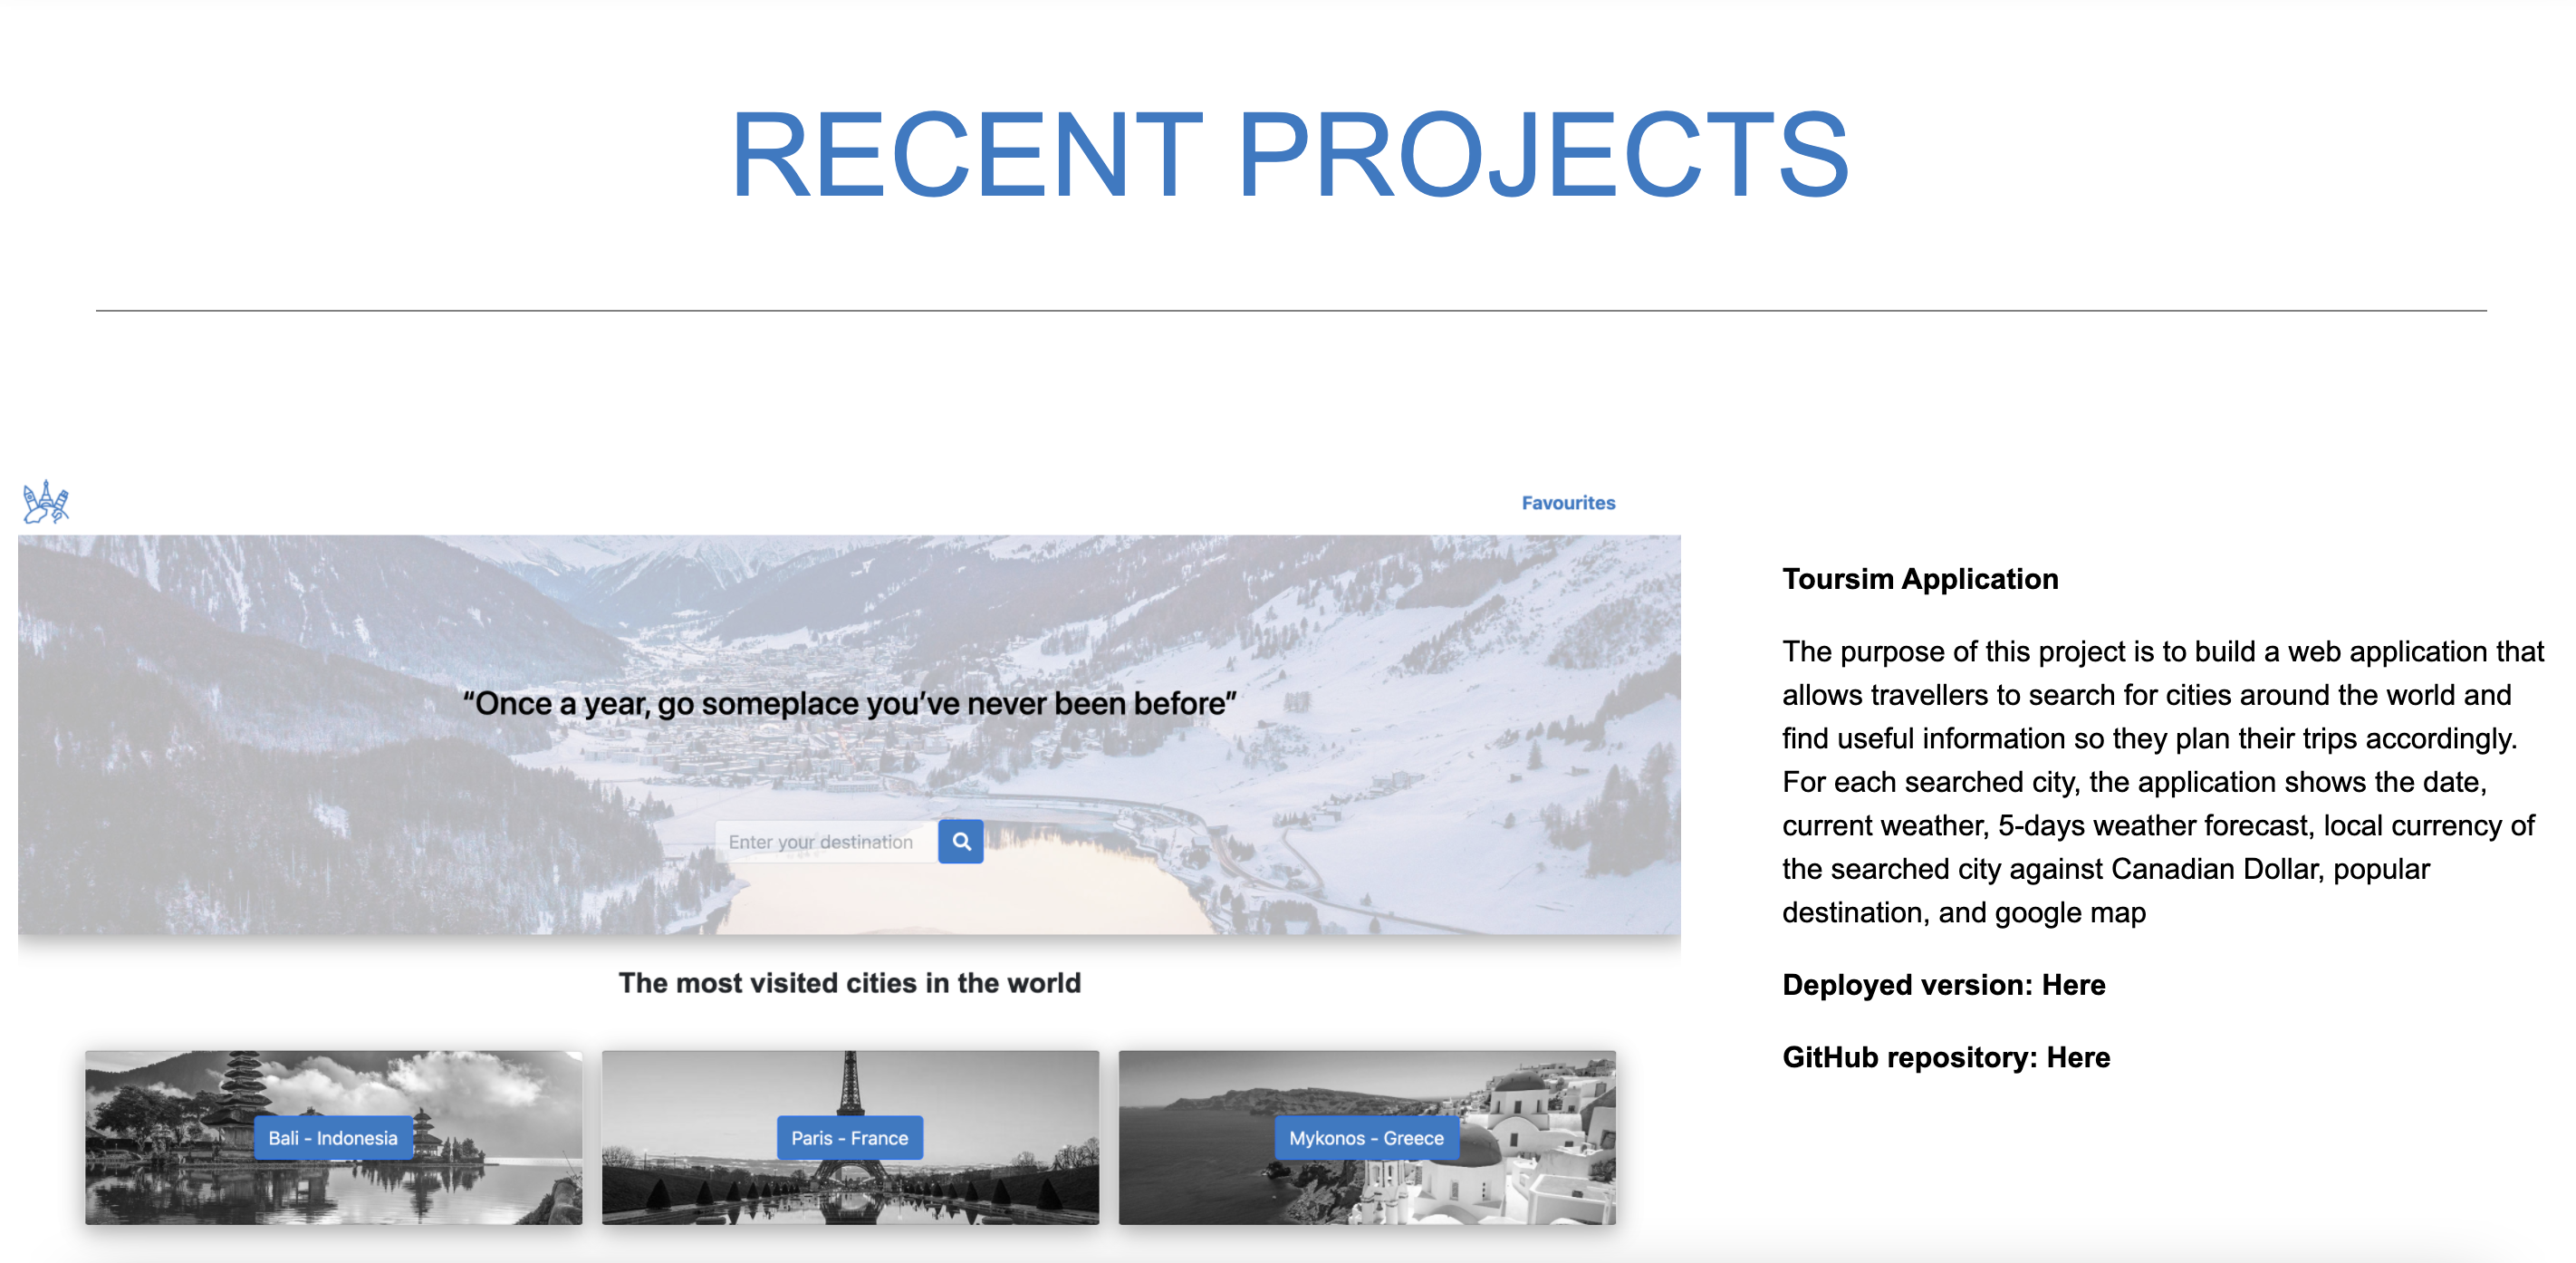 RECENT PROJECTS
Favourites
“Once a year, go someplace you’ve never been before”
Enter your destination
The most visited cities in the world
Bali - Indonesia
Paris - France
Mykonos - Greece
Toursim Application
The purpose of this project is to build a web application that
allows travellers to search for cities around the world and
find useful information so they plan their trips accordingly.
For each searched city, the application shows the date,
current weather, 5-days weather forecast, local currency of
the searched city against Canadian Dollar, popular
destination, and google map
Deployed version: Here
GitHub repository: Here